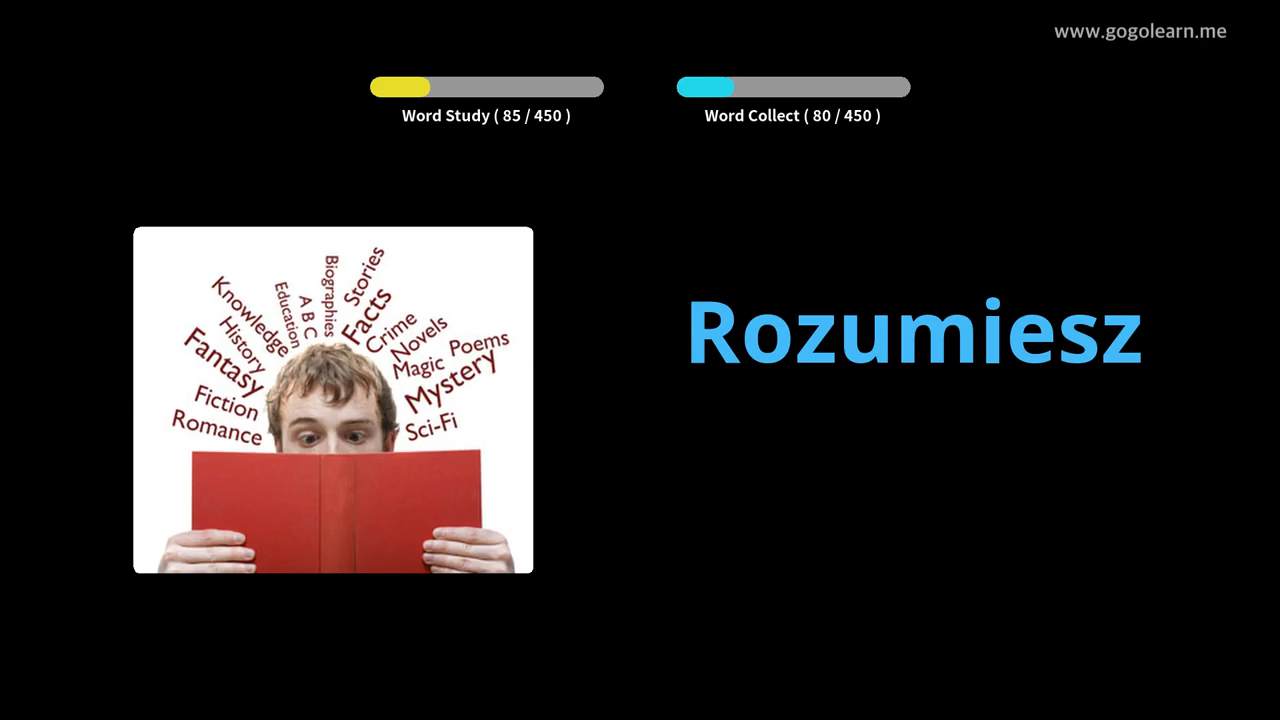 www.gogolearn.me
Word Study ( 85 / 450 )
Word Collect ( 80 / 450 )
Rozumiesz
Romance
Fiction
Fantasy
History
Knowledge
Education
A B C
Biographies
Stories
Facts
Crime
Novels
Magic
Poems
Mystery
Sci-Fi